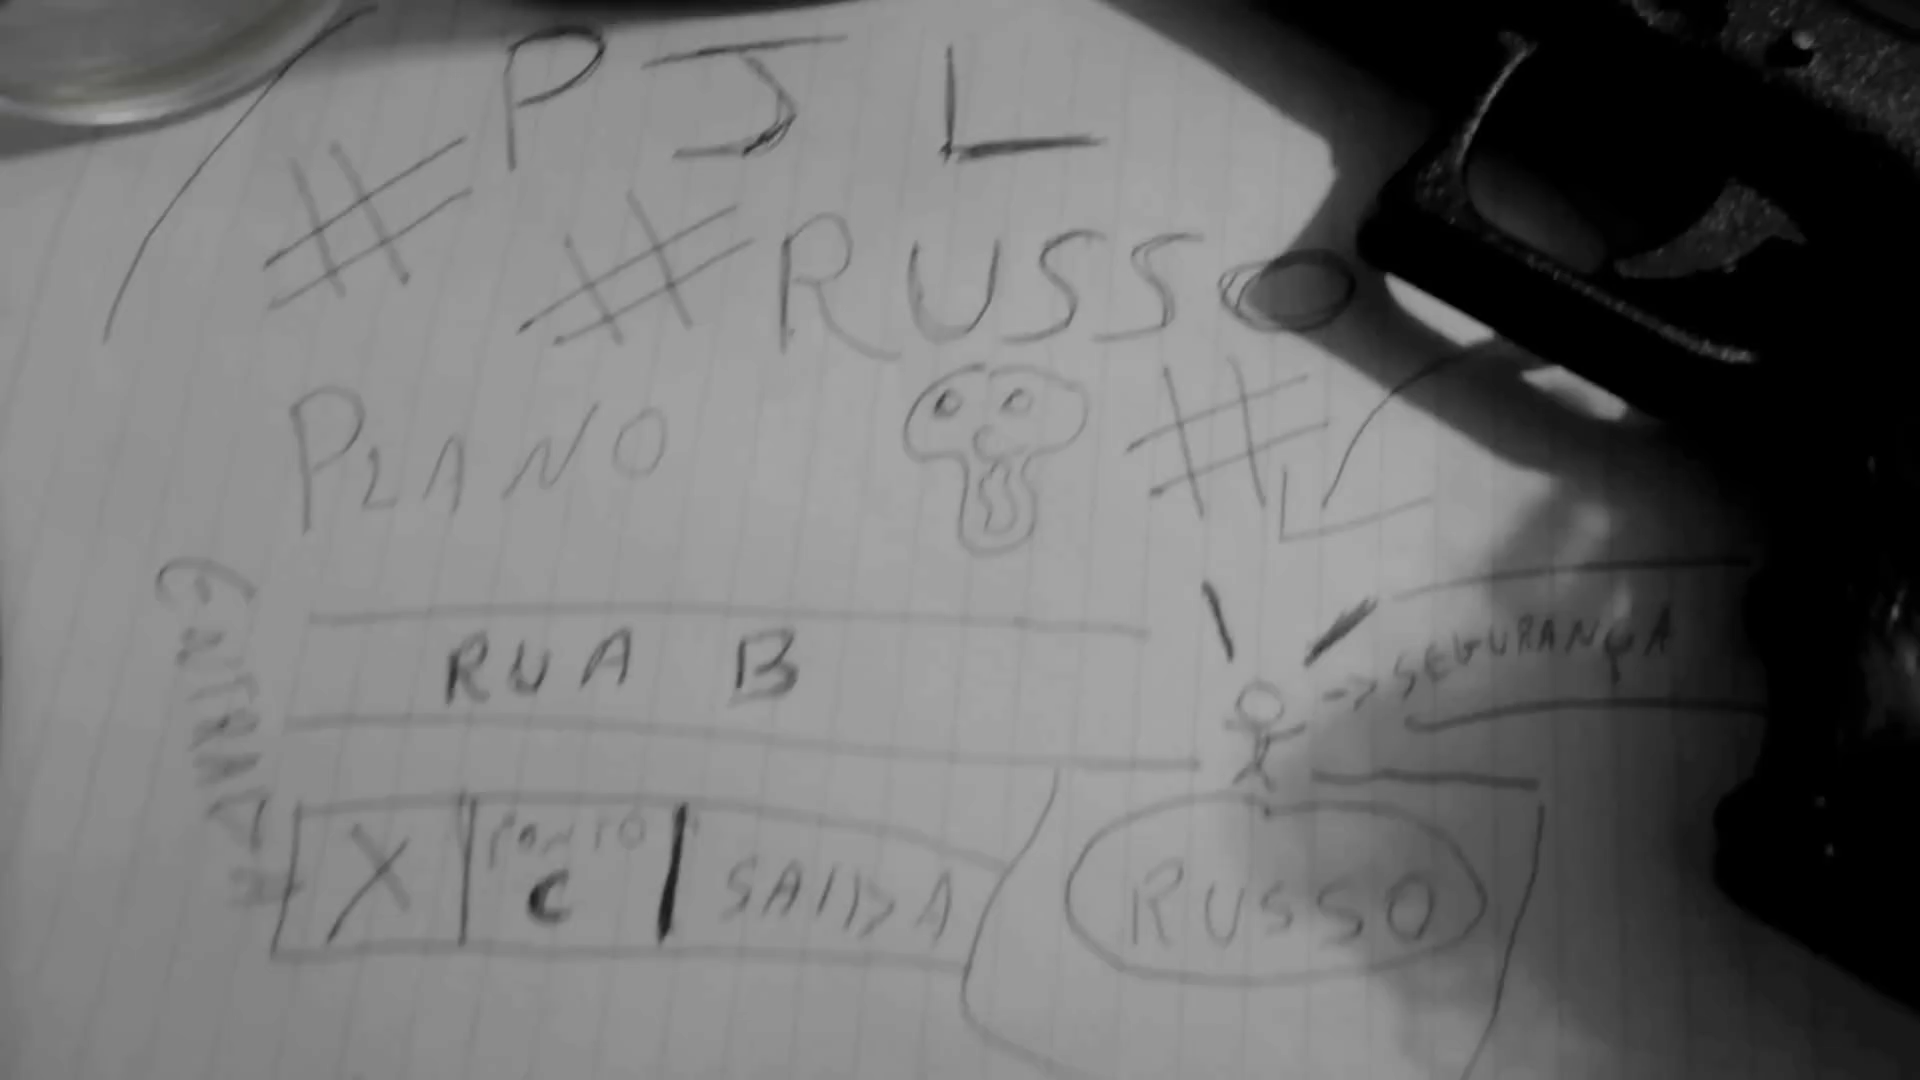 # PJL
# RUSSO
PLANO #
RUA B
SEGURANÇA
ENTRADA
X PONTO C SAIDA
RUSSO